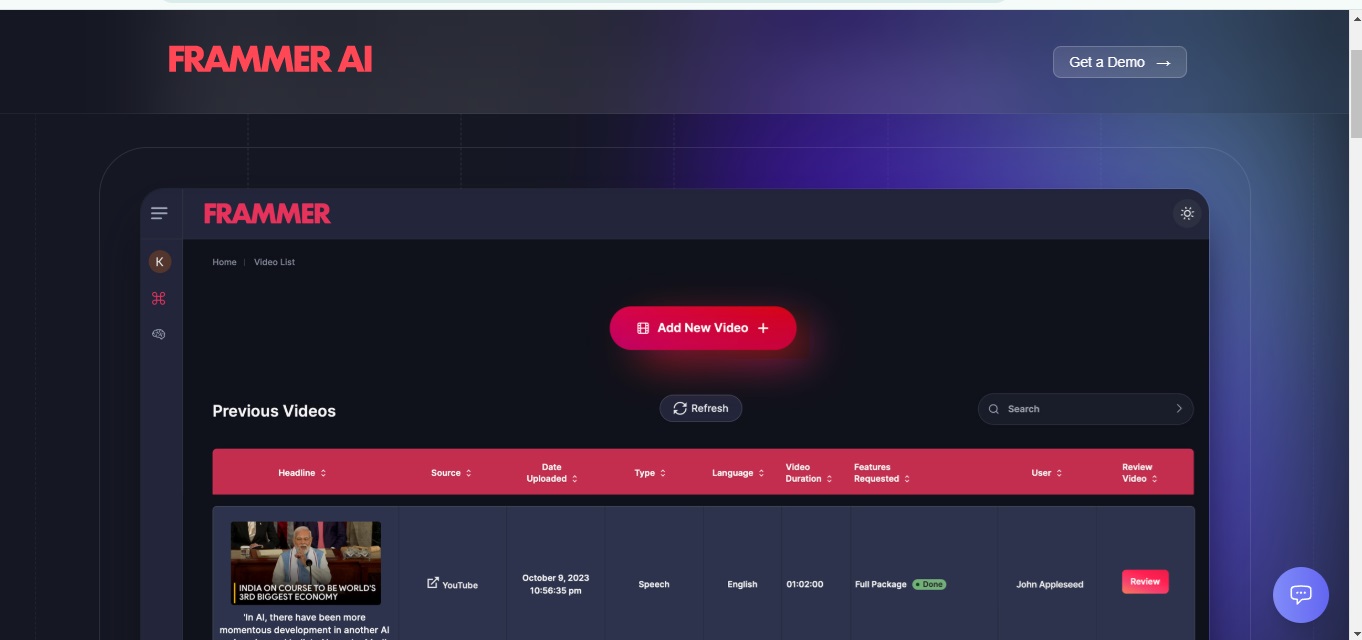 FRAMMER AI
Get a Demo →
FRAMMER
K
Home | Video List
Add New Video +
Previous Videos
Refresh
Search
Headline
Source
Date
Uploaded
Type
Language
Video
Duration
Features
Requested
User
Review
Video
INDIA ON COURSE TO BE WORLD'S
3RD BIGGEST ECONOMY
'In AI, there have been more
momentous development in another AI
YouTube
October 9, 2023
10:56:35 pm
Speech
English
01:02:00
Full Package • Done
John Appleseed
Review